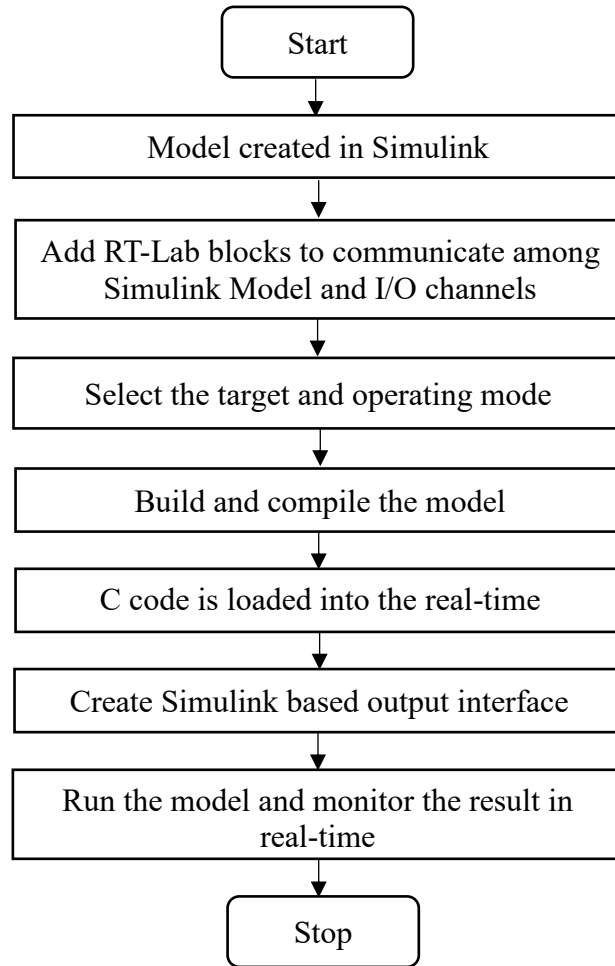 Start
Model created in Simulink
Add RT-Lab blocks to communicate among
Simulink Model and I/O channels
Select the target and operating mode
Build and compile the model
C code is loaded into the real-time
Create Simulink based output interface
Run the model and monitor the result in
real-time
Stop